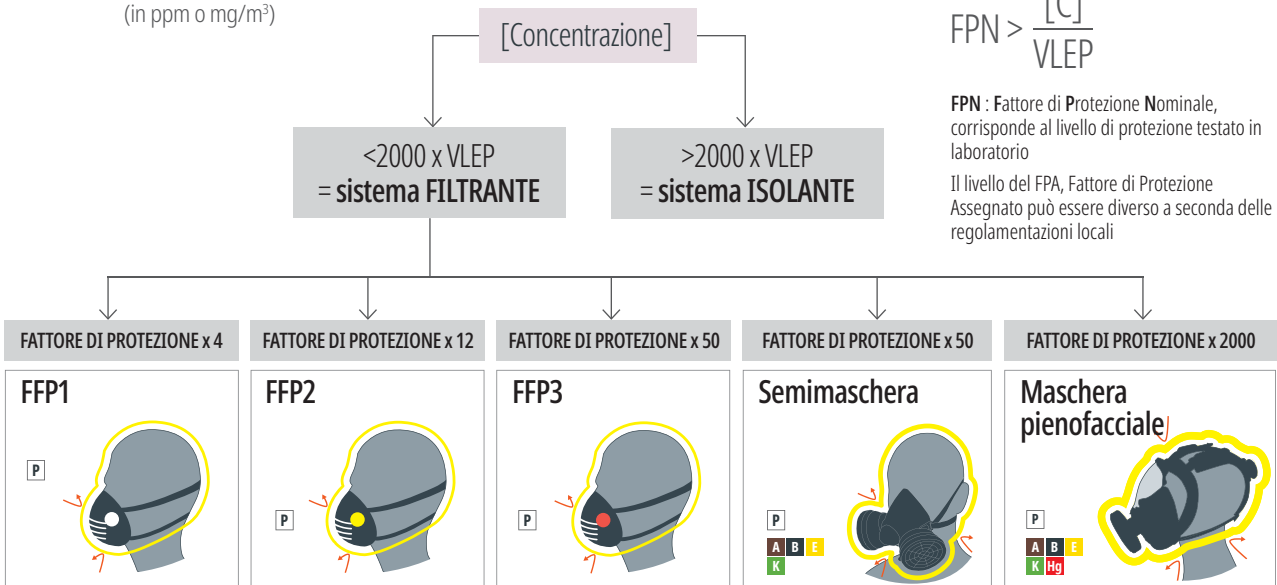 (in ppm o mg/m³)
[Concentrazione]
FPN > [C]
VLEP
FPN : Fattore di Protezione Nominale,
corrisponde al livello di protezione testato in
laboratorio
Il livello del FPA, Fattore di Protezione
Assegnato può essere diverso a seconda delle
regolamentazioni locali
<2000 x VLEP
= sistema FILTRANTE
>2000 x VLEP
= sistema ISOLANTE
FATTORE DI PROTEZIONE x 4
FATTORE DI PROTEZIONE x 12
FATTORE DI PROTEZIONE x 50
FATTORE DI PROTEZIONE x 50
FATTORE DI PROTEZIONE x 2000
FFP1
P
FFP2
P
FFP3
P
Semimaschera
P
A B E
K
Maschera
pienofacciale
P
A B E
K Hg